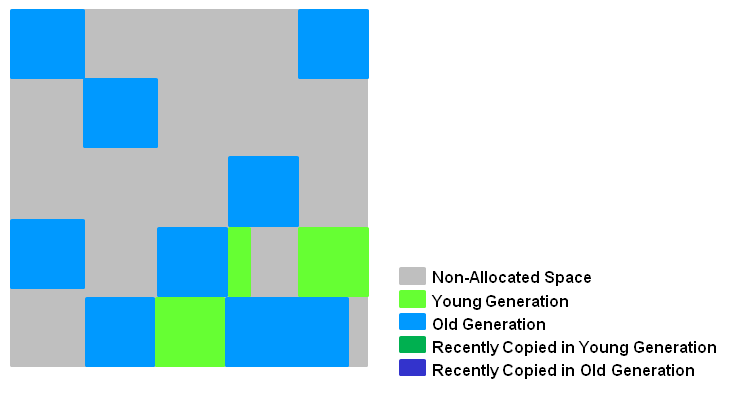 Non-Allocated Space
Young Generation
Old Generation
Recently Copied in Young Generation
Recently Copied in Old Generation